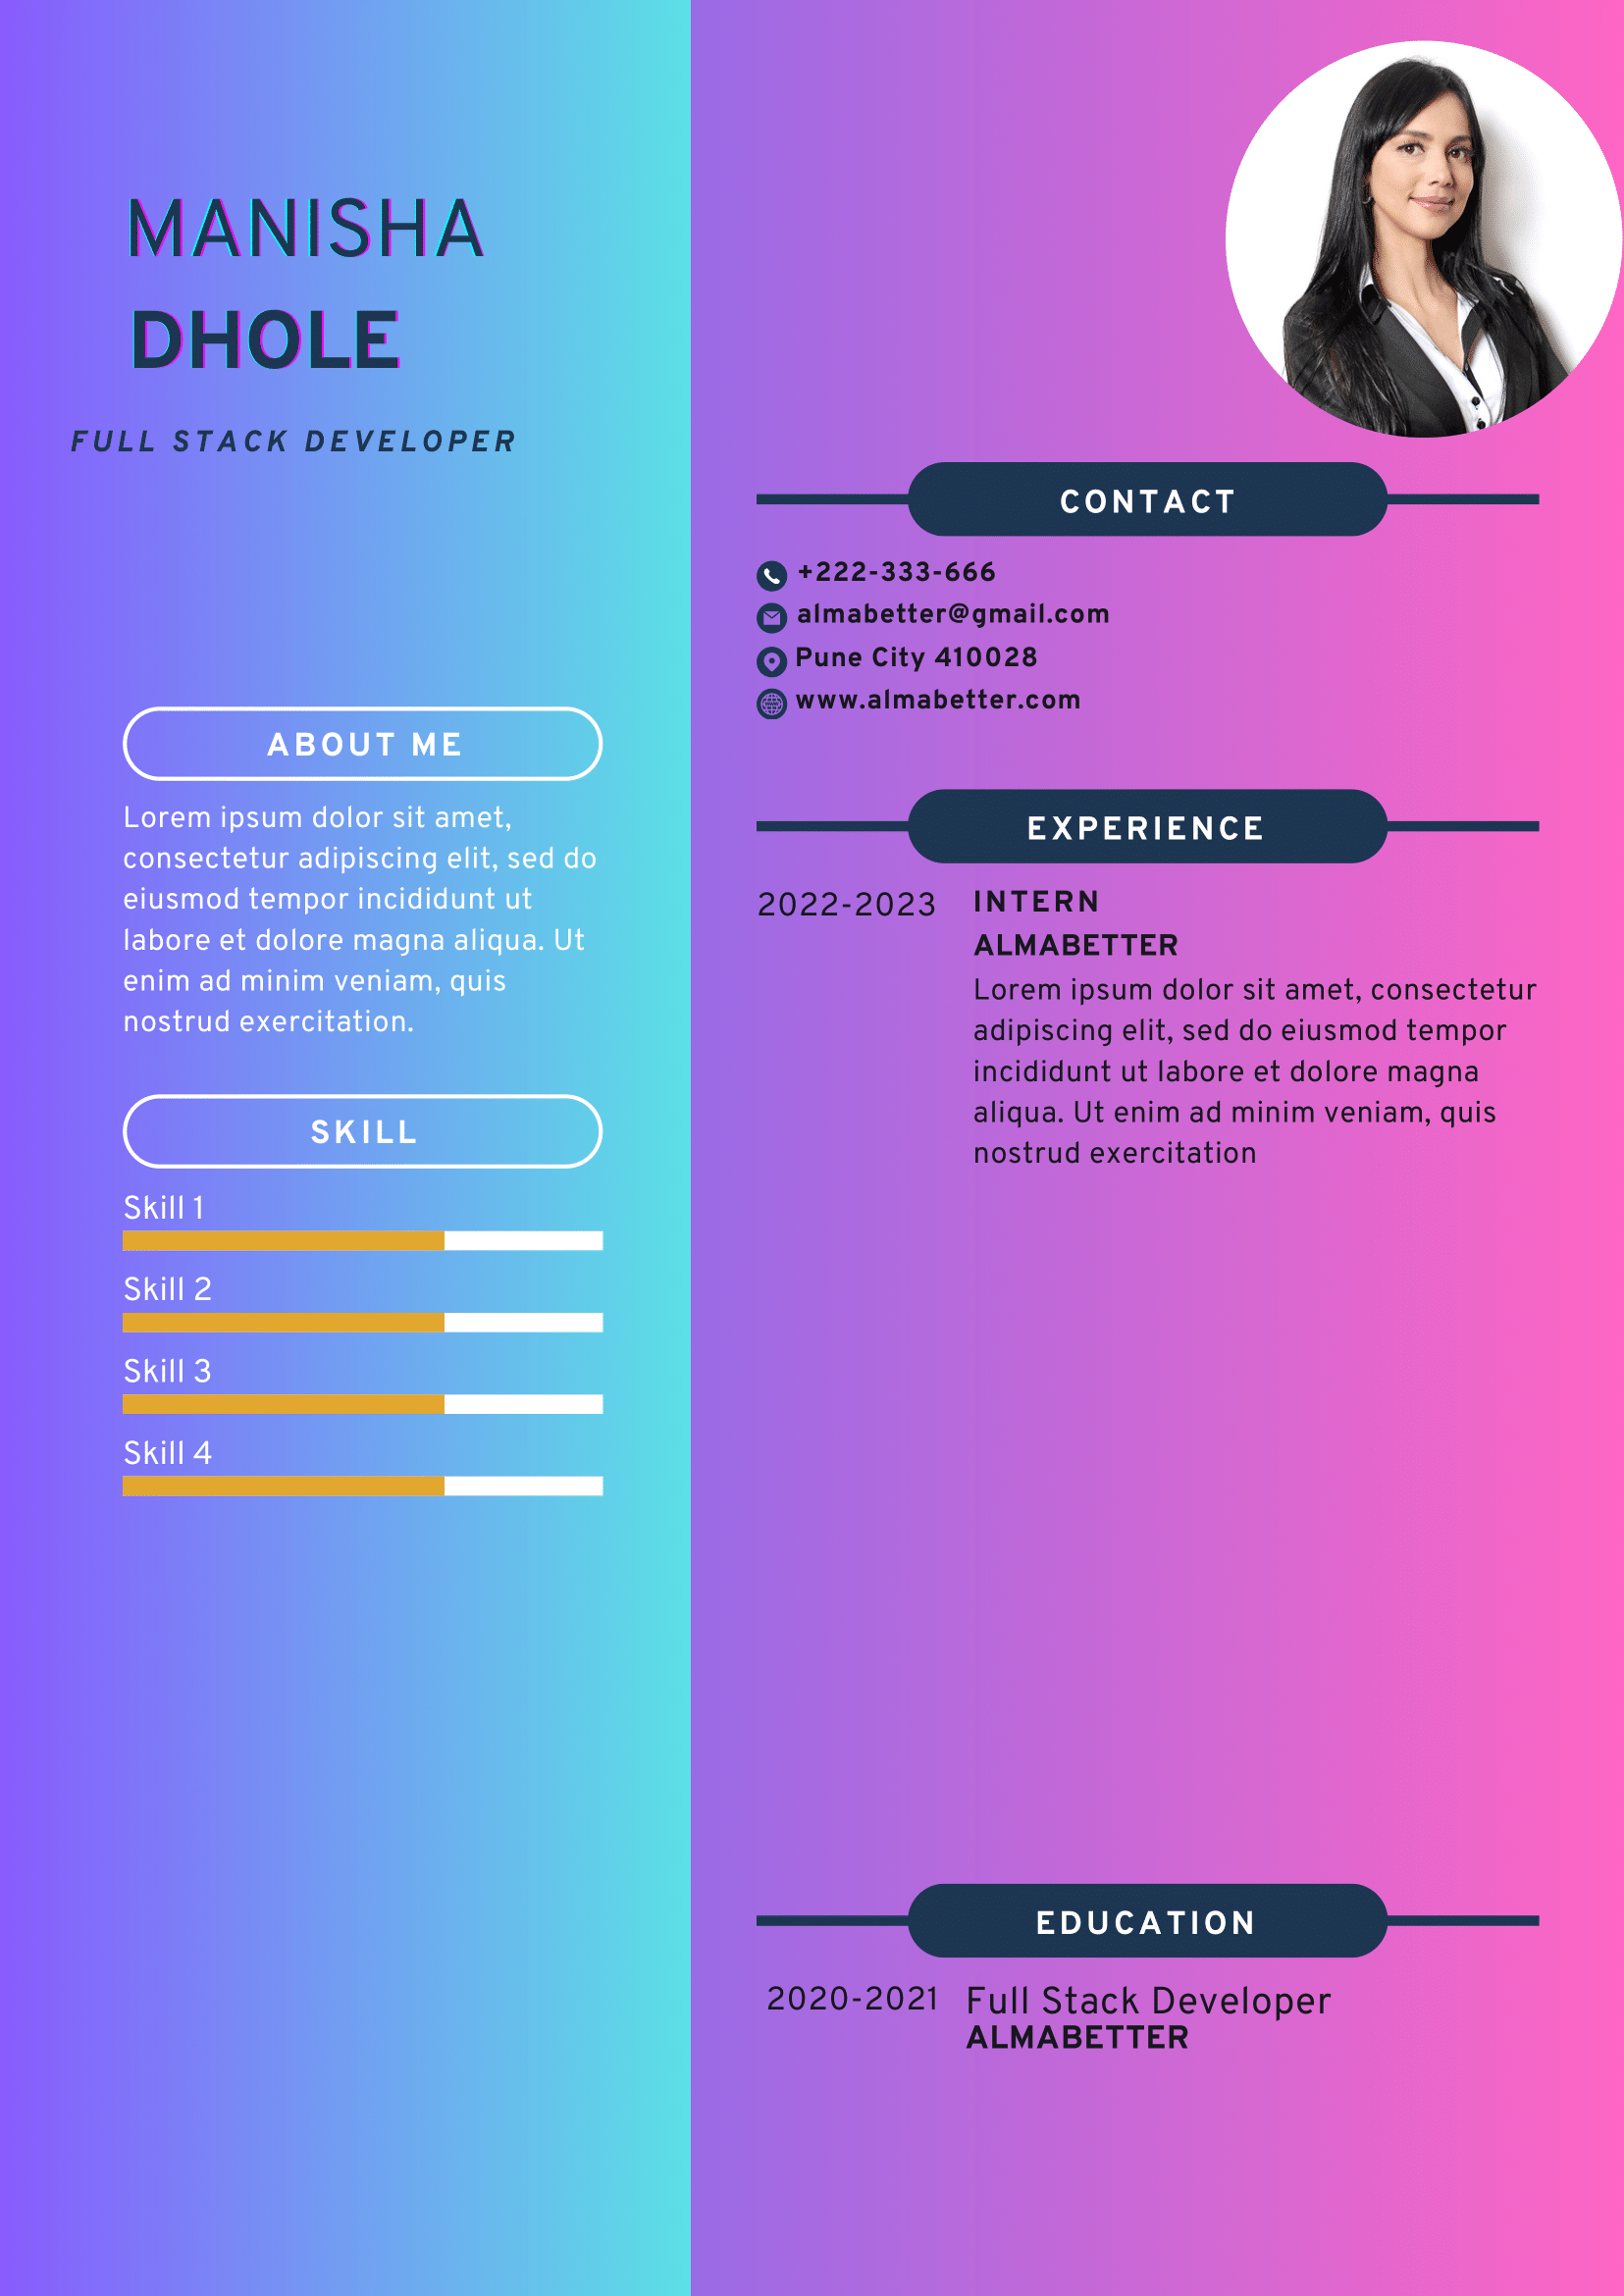 MANISHA
DHOLE
FULL STACK DEVELOPER
ABOUT ME
Lorem ipsum dolor sit amet,
consectetur adipiscing elit, sed do
eiusmod tempor incididunt ut
labore et dolore magna aliqua. Ut
enim ad minim veniam, quis
nostrud exercitation.
SKILL
Skill 1
Skill 2
Skill 3
Skill 4
CONTACT
+222-333-666
almabetter@gmail.com
Pune City 410028
www.almabetter.com
EXPERIENCE
2022-2023 INTERN
ALMABETTER
Lorem ipsum dolor sit amet, consectetur
adipiscing elit, sed do eiusmod tempor
incididunt ut labore et dolore magna
aliqua. Ut enim ad minim veniam, quis
nostrud exercitation
EDUCATION
2020-2021 Full Stack Developer
ALMABETTER